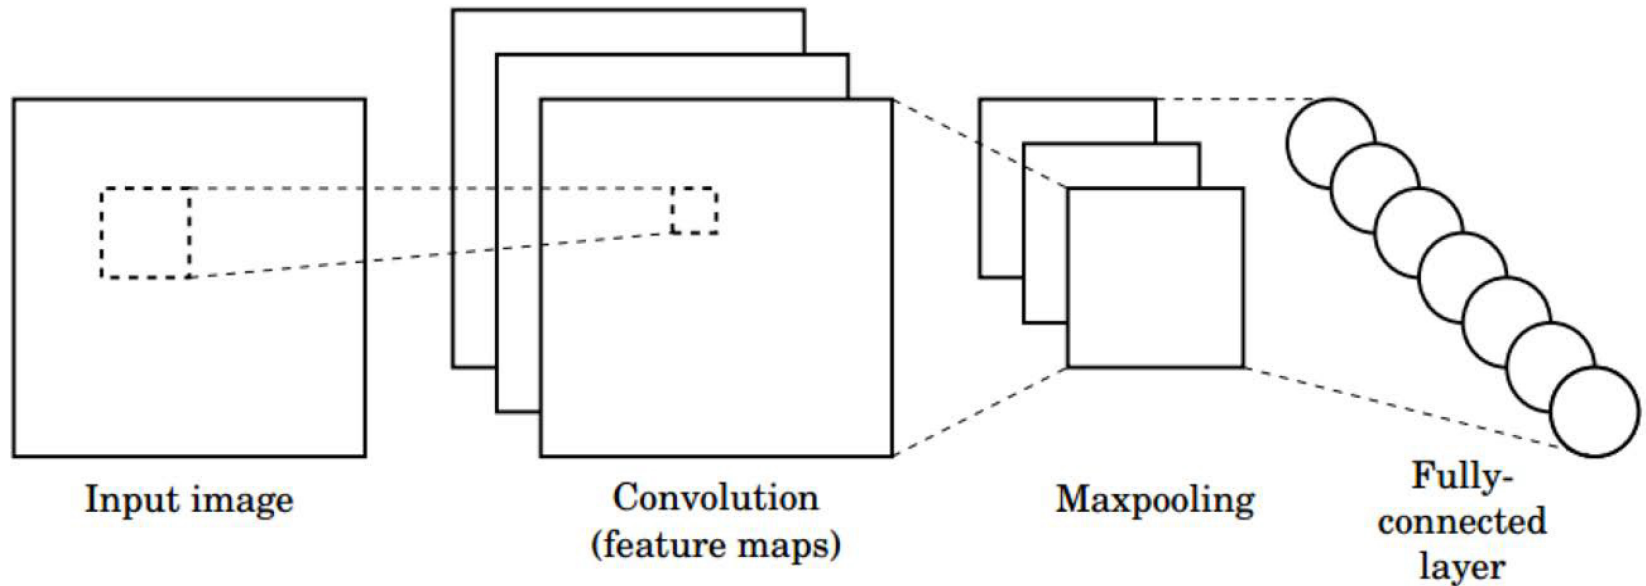 Input image
Convolution
(feature maps)
Maxpooling
Fully-
connected
layer